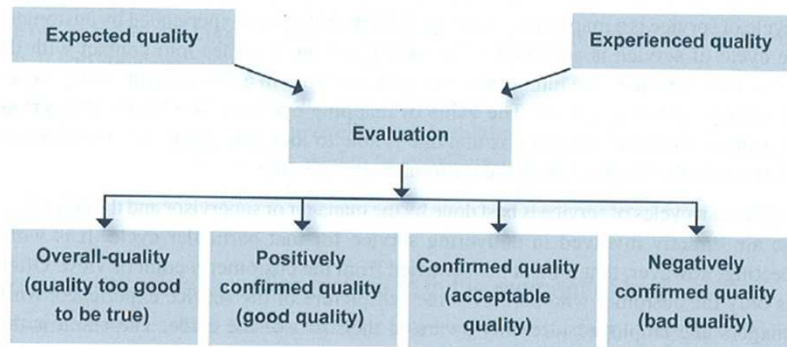 Expected quality
Experienced quality
Evaluation
Overall-quality
(quality too good
to be true)
Positively
confirmed quality
(good quality)
Confirmed quality
(acceptable
quality)
Negatively
confirmed quality
(bad quality)